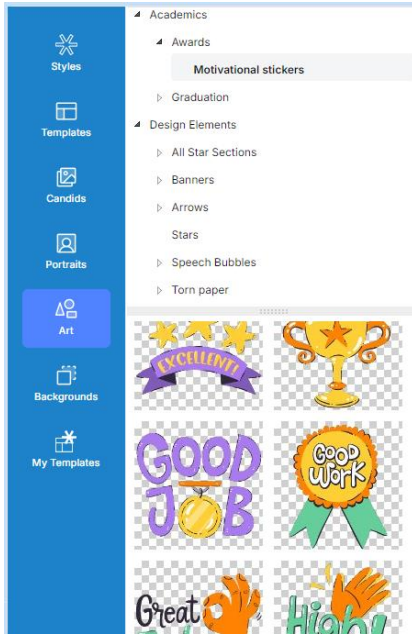 Styles
Templates
Candids
Portraits
Art
Backgrounds
My Templates
Academics
Awards
Motivational stickers
Graduation
Design Elements
All Star Sections
Banners
Arrows
Stars
Speech Bubbles
Torn paper
EXCELLENT!
GOOD
JOB
GOOD
WORK
Great
High!